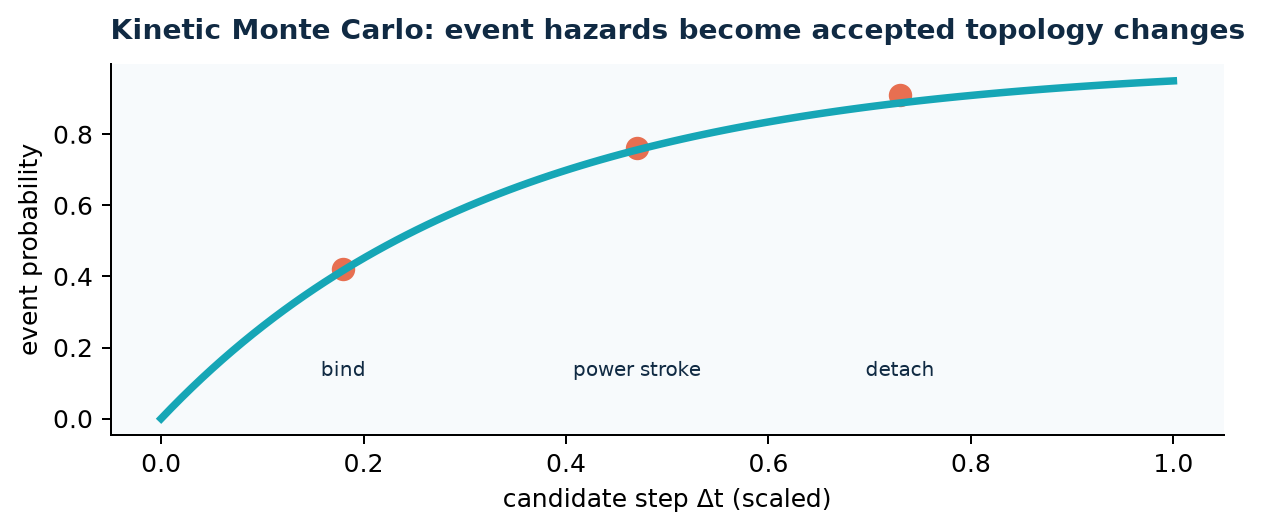 Kinetic Monte Carlo: event hazards become accepted topology changes
event probability
0.8
0.6
0.4
0.2
0.0
bind
power stroke
detach
0.0
0.2
0.4
0.6
0.8
1.0
candidate step Δt (scaled)